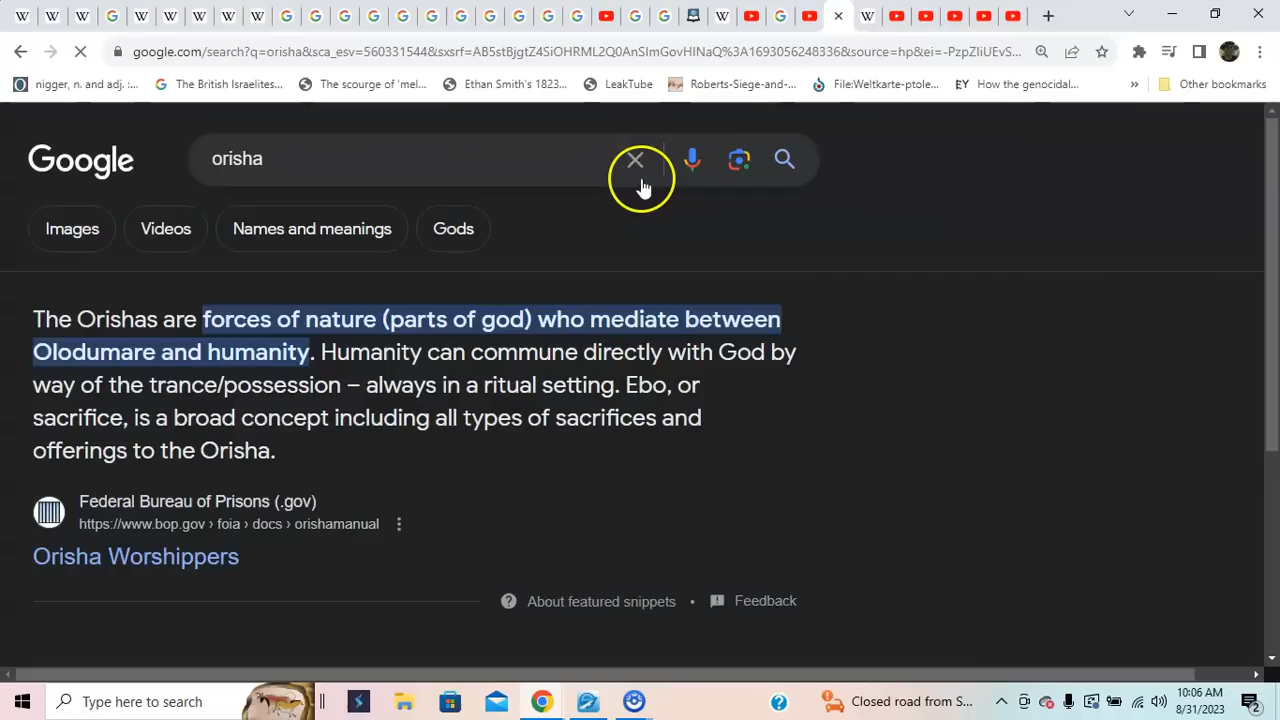 google.com/search?q=orisha&sca_esv=560331544&sxsrf=AB5stBjgtZ4SiOHRML2Q0AnSImGovHINaQ%3A1693056248336&source=hp&ei=-PzpZIiUEvS...
nigger, n. and adj. :... The British Israelites... The scourge of 'mel... Ethan Smith's 1823... LeakTube Roberts-Siege-and-... File:Weltkarte-ptole... EY How the genocidal... » Other bookmarks
Google orisha
Images Videos Names and meanings Gods
The Orishas are forces of nature (parts of god) who mediate between
Olodumare and humanity. Humanity can commune directly with God by
way of the trance/possession – always in a ritual setting. Ebo, or
sacrifice, is a broad concept including all types of sacrifices and
offerings to the Orisha.
Federal Bureau of Prisons (.gov)
https://www.bop.gov › foia › docs › orishamanual
Orisha Worshippers
About featured snippets • Feedback
Type here to search Closed road from S... 10:06 AM
8/31/2023 2